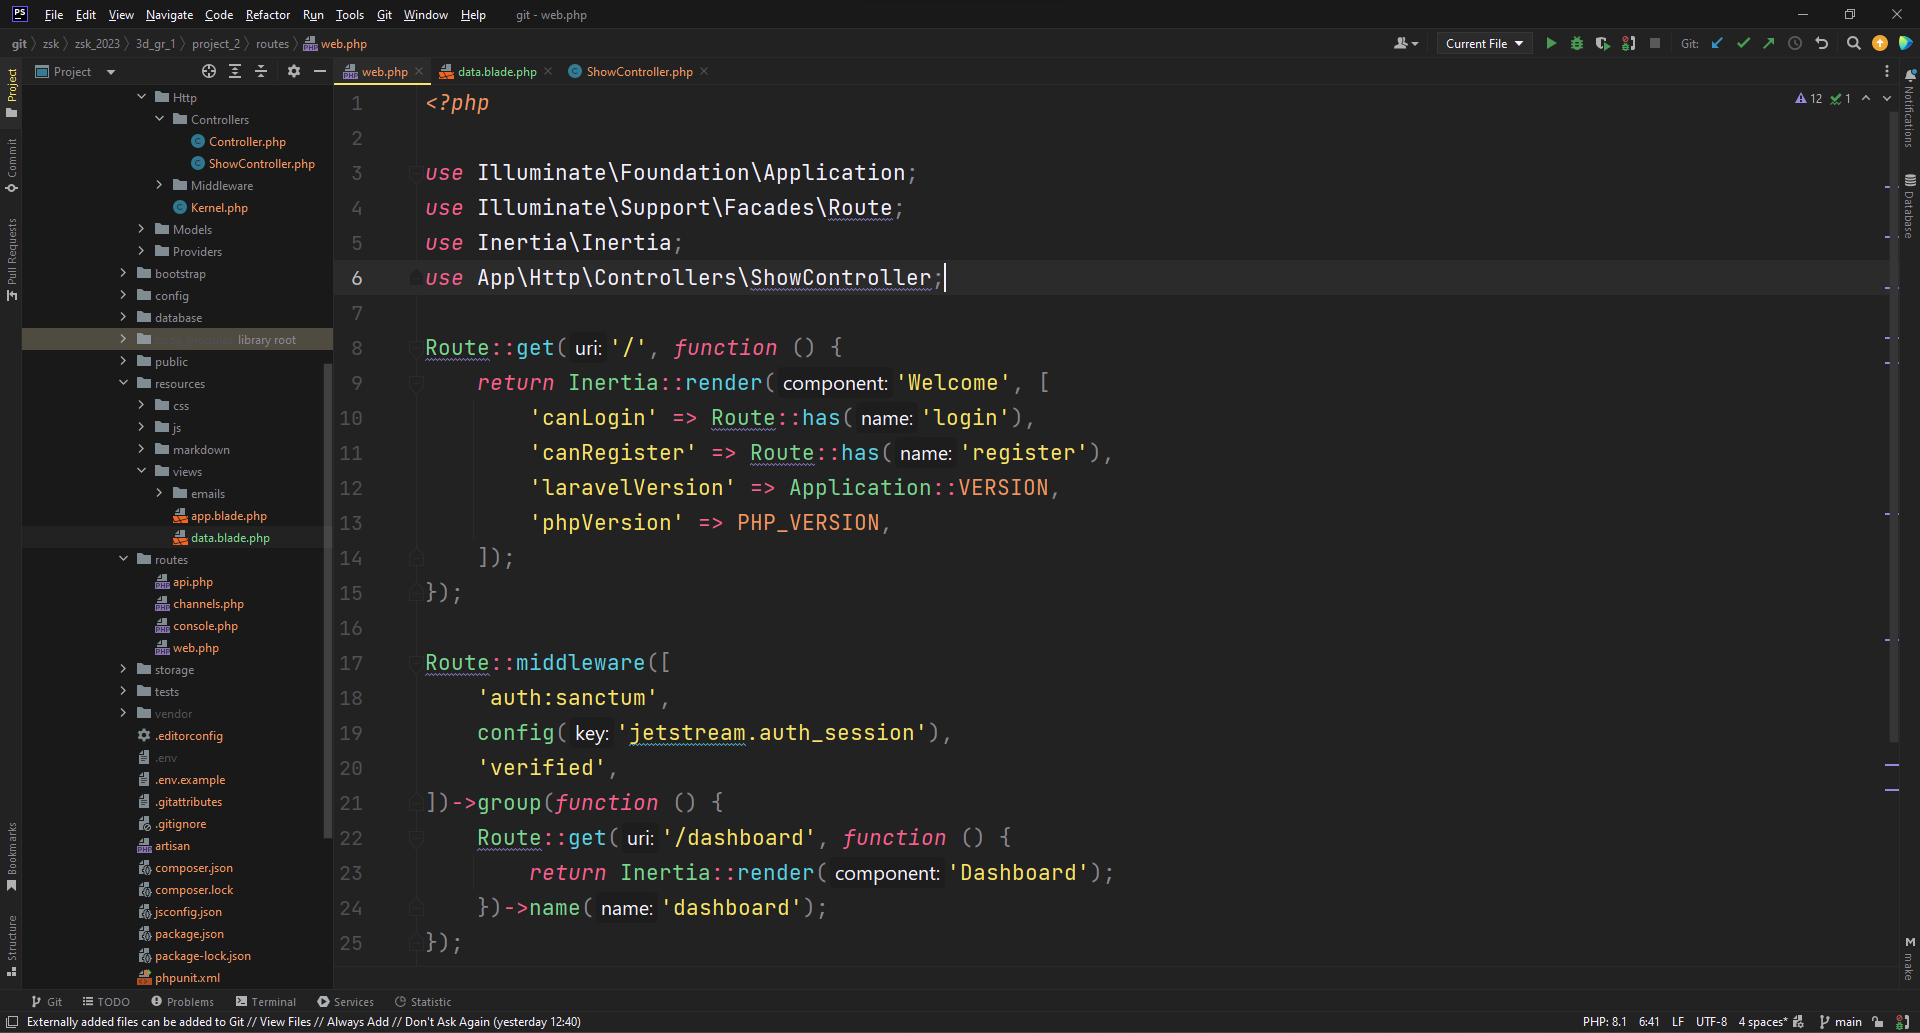 PS File Edit View Navigate Code Refactor Run Tools Git Window Help git - web.php
git zsk zsk_2023 3d_gr_1 project_2 routes web.php Current File Git:
Project web.php data.blade.php ShowController.php
Project
Commit
Pull Requests
Bookmarks
Structure
Http
Controllers
Controller.php
ShowController.php
Middleware
Kernel.php
Models
Providers
bootstrap
config
database
library root
public
resources
css
js
markdown
views
emails
app.blade.php
data.blade.php
routes
api.php
channels.php
console.php
web.php
storage
tests
vendor
.editorconfig
.env
.env.example
.gitattributes
.gitignore
artisan
composer.json
composer.lock
jsconfig.json
package.json
package-lock.json
phpunit.xml
12 1
1 <?php
2
3 use Illuminate\Foundation\Application;
4 use Illuminate\Support\Facades\Route;
5 use Inertia\Inertia;
6 use App\Http\Controllers\ShowController;
7
8 Route::get( uri: '/', function () {
9 return Inertia::render( component: 'Welcome', [
10 'canLogin' => Route::has( name: 'login'),
11 'canRegister' => Route::has( name: 'register'),
12 'laravelVersion' => Application::VERSION,
13 'phpVersion' => PHP_VERSION,
14 ]);
15 });
16
17 Route::middleware([
18 'auth:sanctum',
19 config( key: 'jetstream.auth_session'),
20 'verified',
21 ])->group(function () {
22 Route::get( uri: '/dashboard', function () {
23 return Inertia::render( component: 'Dashboard');
24 })->name( name: 'dashboard');
25 });
Notifications
Database
M make
Git TODO Problems Terminal Services Statistic
Externally added files can be added to Git // View Files // Always Add // Don't Ask Again (yesterday 12:40) PHP: 8.1 6:41 LF UTF-8 4 spaces* main